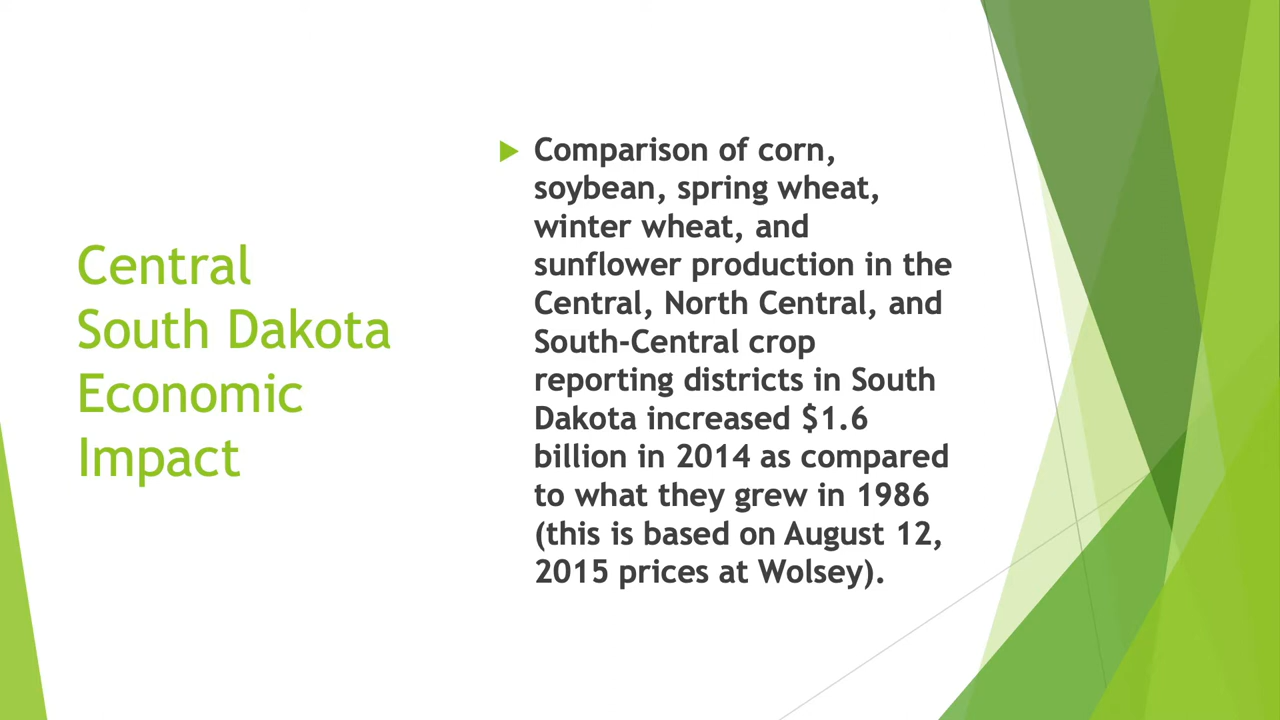 Central
South Dakota
Economic
Impact
Comparison of corn,
soybean, spring wheat,
winter wheat, and
sunflower production in the
Central, North Central, and
South-Central crop
reporting districts in South
Dakota increased $1.6
billion in 2014 as compared
to what they grew in 1986
(this is based on August 12,
2015 prices at Wolsey).